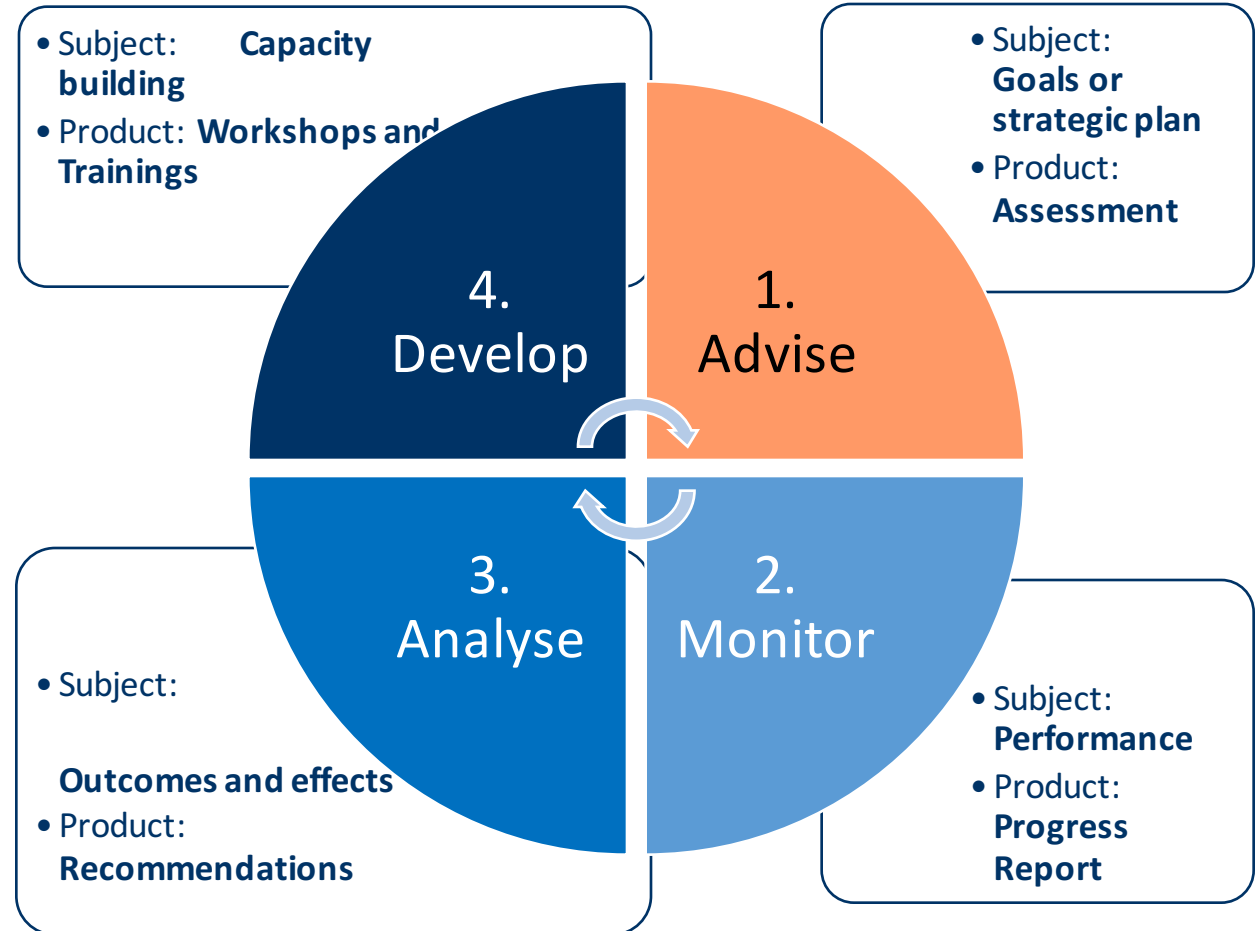 • Subject: Capacity
building
• Product: Workshops and
Trainings
• Subject:
Goals or
strategic plan
• Product:
Assessment
4.
Develop
1.
Advise
3.
Analyse
2.
Monitor
• Subject:
Outcomes and effects
• Product:
Recommendations
• Subject:
Performance
• Product:
Progress
Report